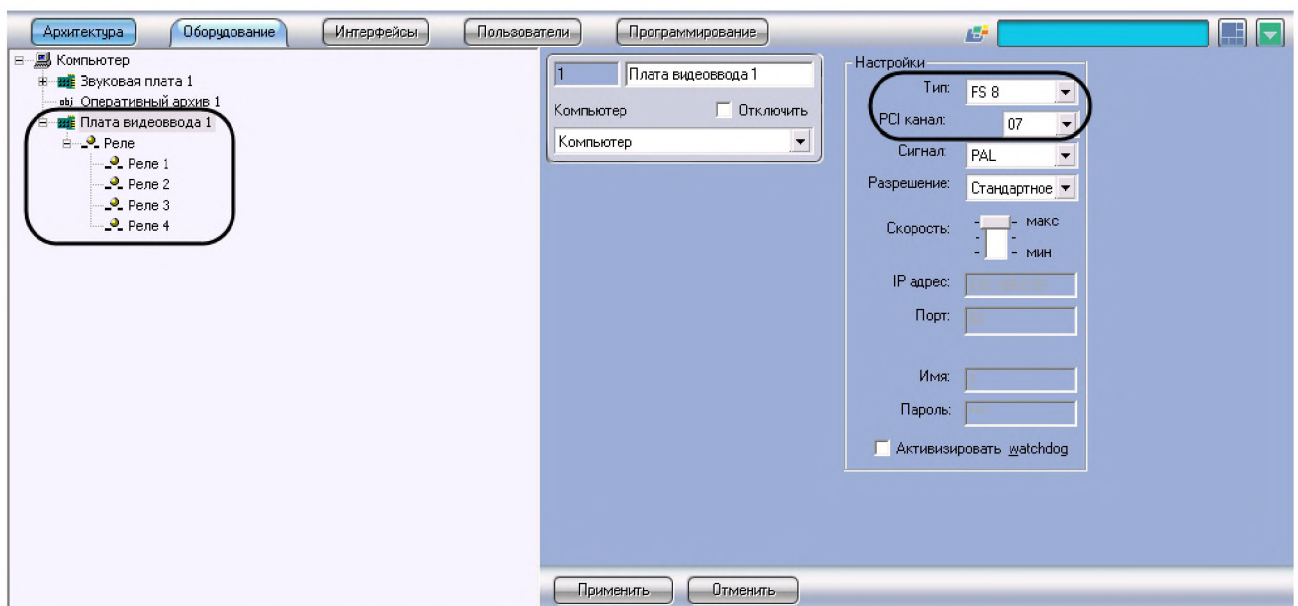 Архитектура Оборудование Интерфейсы Пользователи Программирование
Компьютер
Звуковая плата 1
obj Оперативный архив 1
Плата видеоввода 1
Реле
Реле 1
Реле 2
Реле 3
Реле 4
1 Плата видеоввода 1
Компьютер Отключить
Компьютер
Настройки
Тип: FS 8
PCI канал: 07
Сигнал: PAL
Разрешение: Стандартное
Скорость: макс
мин
IP адрес:
Порт:
Имя:
Пароль:
Активизировать watchdog
Применить Отменить